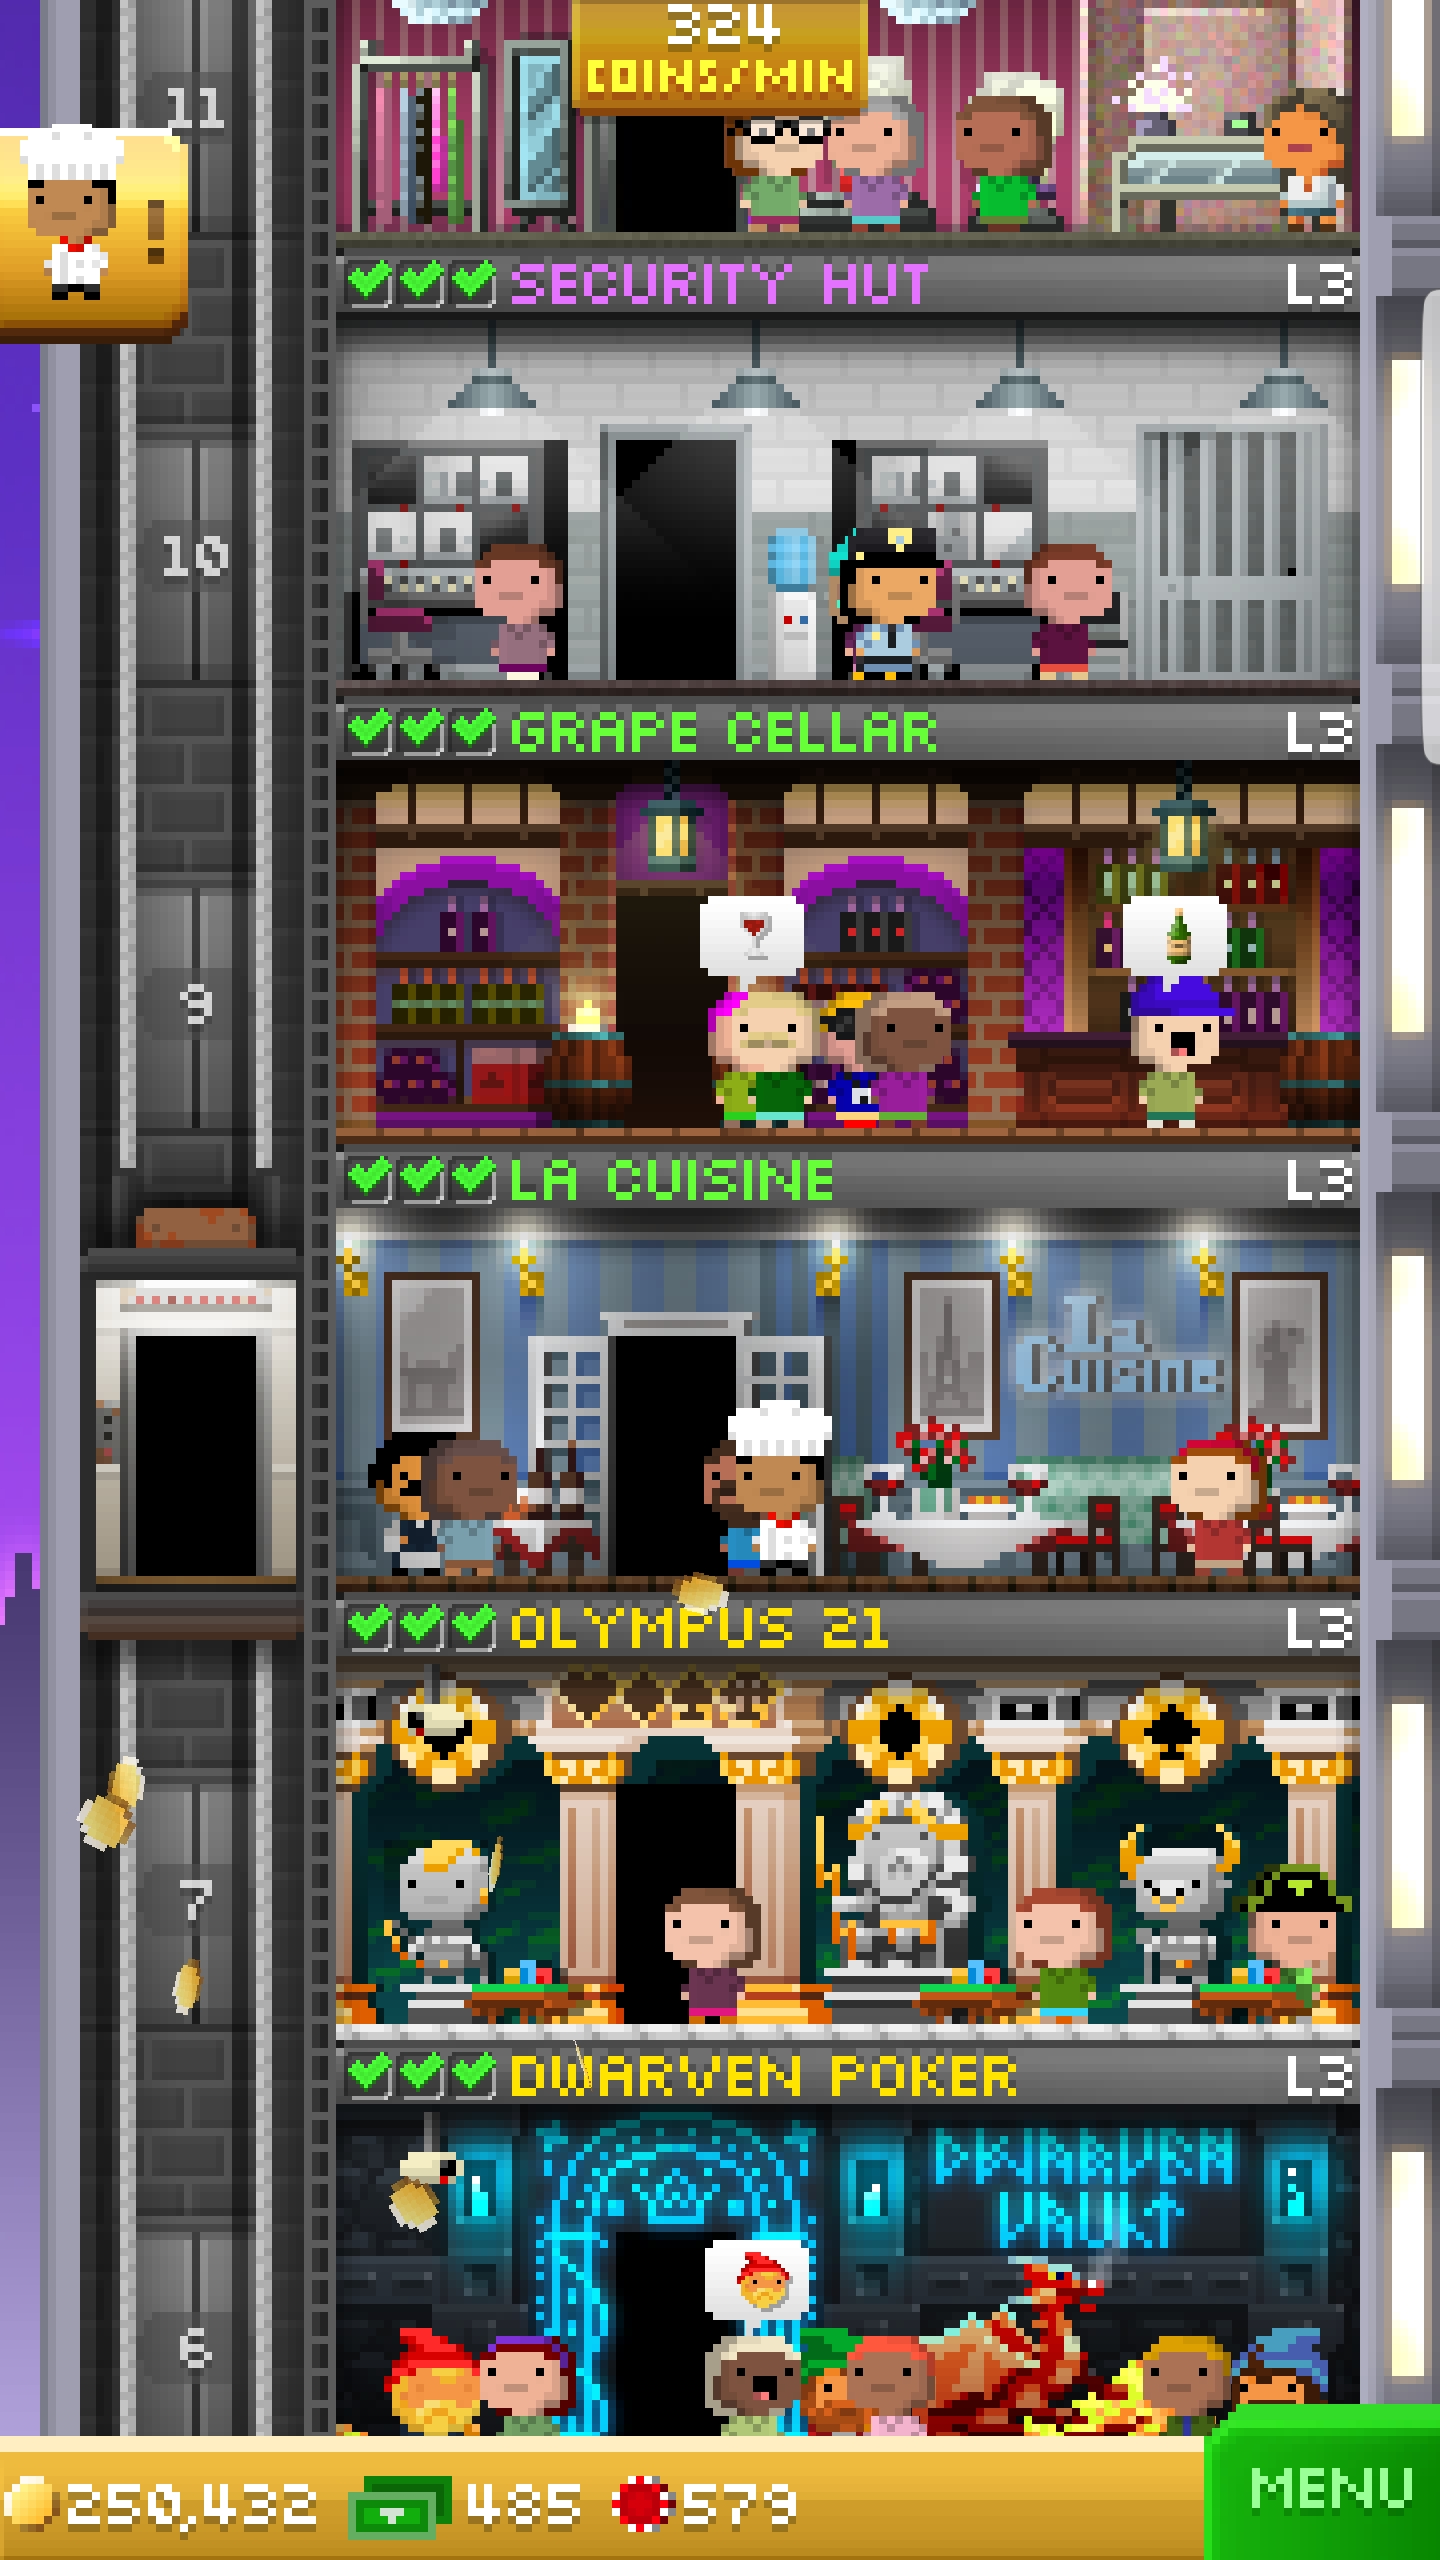 324
COINS/MIN
11
!
SECURITY HUT L3
10
GRAPE CELLAR L3
9
LA CUISINE L3
La
Cuisine
OLYMPUS 21 L3
7
DWARVEN POKER L3
DWARVEN
VAULT
6
250,432 485 579
MENU